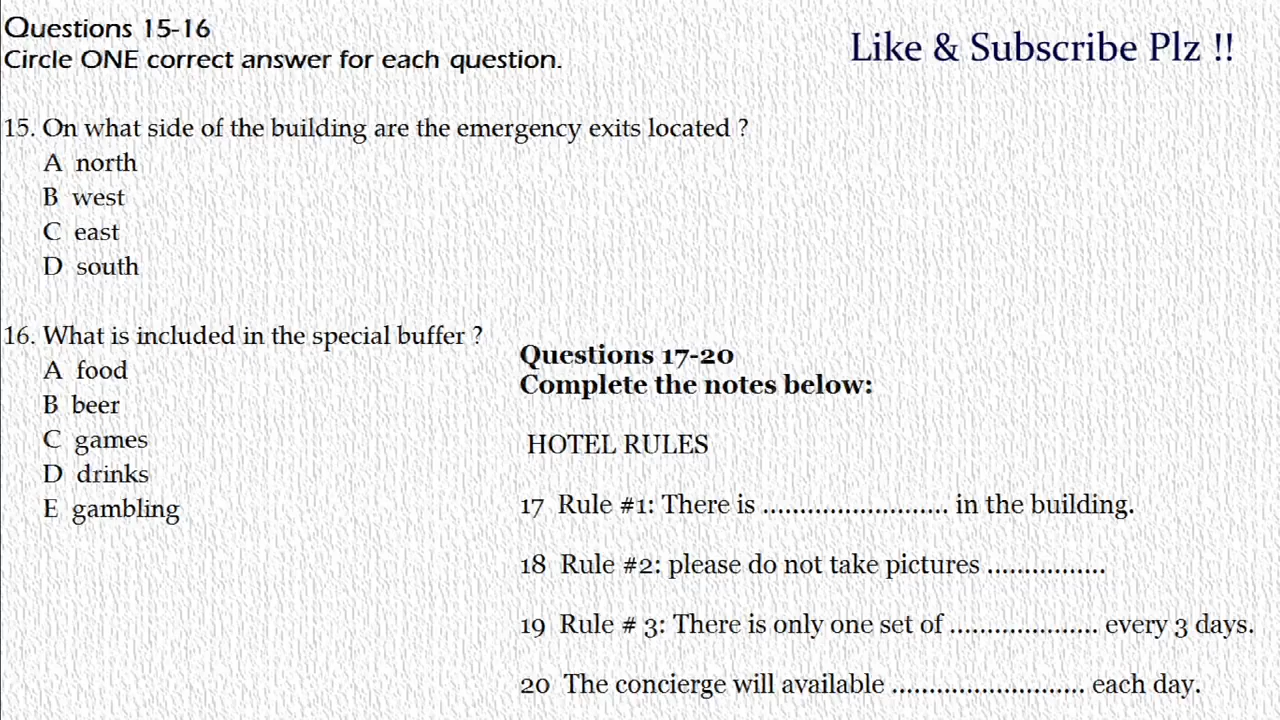 Questions 15-16
Circle ONE correct answer for each question.
Like & Subscribe Plz !!
15. On what side of the building are the emergency exits located ?
A north
B west
C east
D south
16. What is included in the special buffer ?
A food
B beer
C games
D drinks
E gambling
Questions 17-20
Complete the notes below:
HOTEL RULES
17 Rule #1: There is ......................... in the building.
18 Rule #2: please do not take pictures ................
19 Rule # 3: There is only one set of .................... every 3 days.
20 The concierge will available .......................... each day.